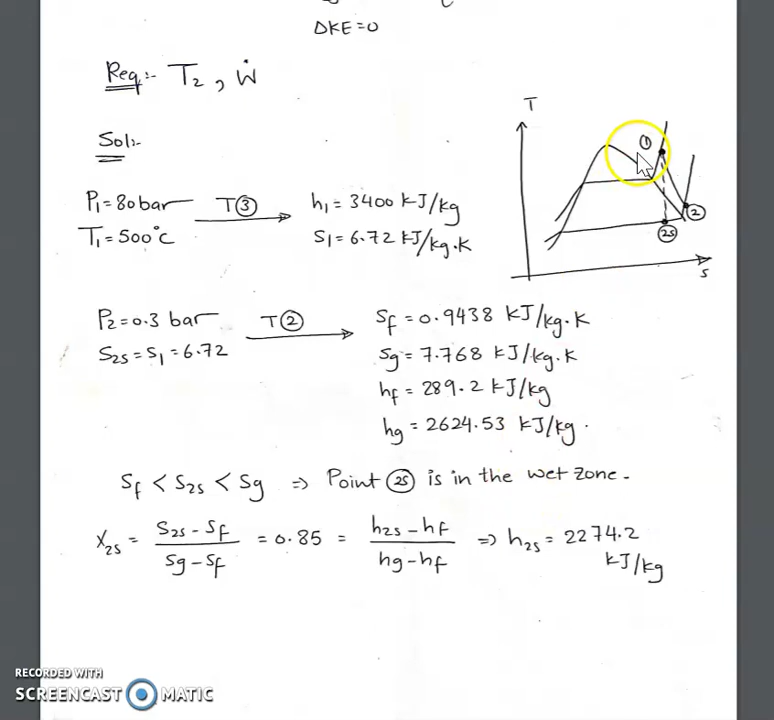 ΔKE=0
Req:- T2 , Ẇ
T
Sol:-
①
P1=80bar T③ h1 = 3400 kJ/kg
T1=500°C S1=6.72 kJ/kg.K
②
2s
S
P2=0.3 bar T② Sf = 0.9438 kJ/kg.K
S2s=S1=6.72 Sg = 7.768 kJ/kg.K
hf = 289.2 kJ/kg
hg = 2624.53 kJ/kg.
Sf < S2s < Sg => Point 2s is in the wet zone.
X2s = (S2s-Sf)/(Sg-Sf) = 0.85 = (h2s-hf)/(hg-hf) => h2s = 2274.2
kJ/kg
RECORDED WITH
SCREENCAST MATIC